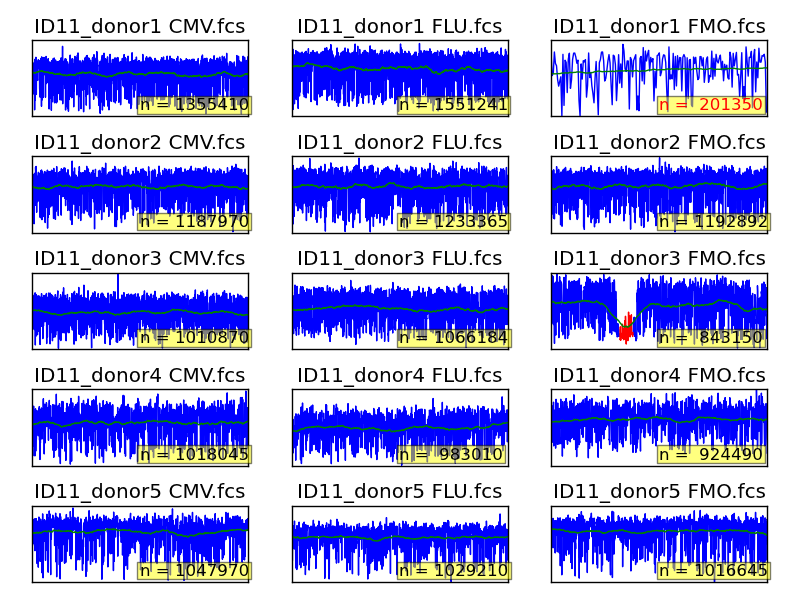 ID11_donor1 CMV.fcs
ID11_donor1 FLU.fcs
ID11_donor1 FMO.fcs
n = 1355410
n = 1551241
n = 201350
ID11_donor2 CMV.fcs
ID11_donor2 FLU.fcs
ID11_donor2 FMO.fcs
n = 1187970
n = 1233365
n = 1192892
ID11_donor3 CMV.fcs
ID11_donor3 FLU.fcs
ID11_donor3 FMO.fcs
n = 1010870
n = 1066184
n = 843150
ID11_donor4 CMV.fcs
ID11_donor4 FLU.fcs
ID11_donor4 FMO.fcs
n = 1018045
n = 983010
n = 924490
ID11_donor5 CMV.fcs
ID11_donor5 FLU.fcs
ID11_donor5 FMO.fcs
n = 1047970
n = 1029210
n = 1016645